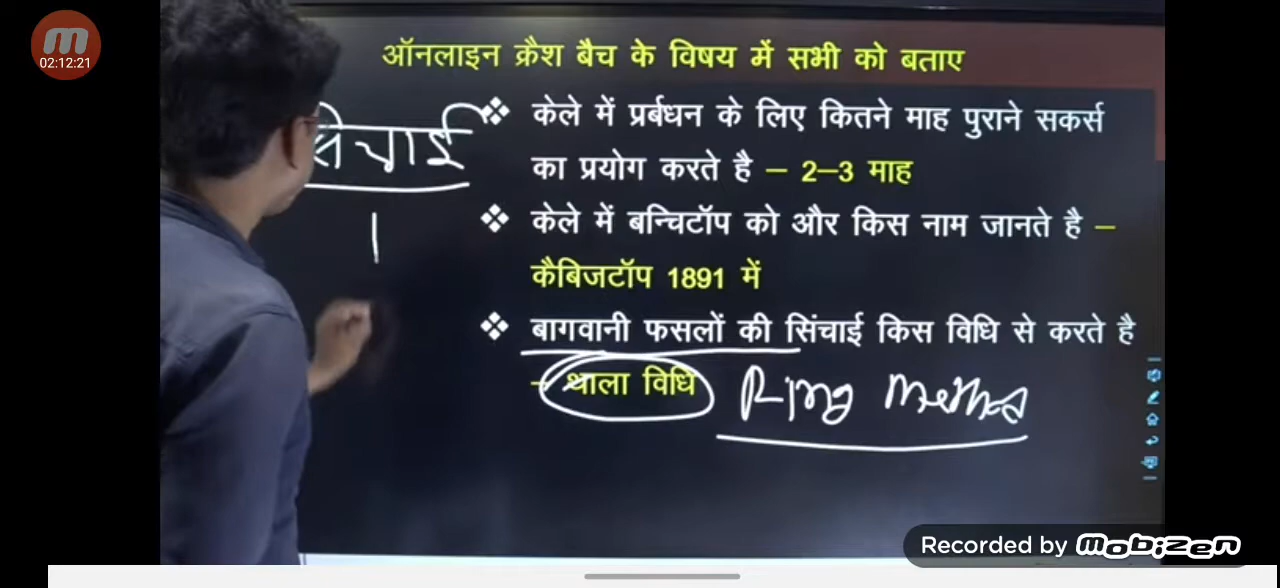 02:12:21
ऑनलाइन क्रैश बैच के विषय में सभी को बताए
सिचाई
❖ केले में प्रर्बधन के लिए कितने माह पुराने सकर्स
का प्रयोग करते है – 2–3 माह
❖ केले में बन्चिटॉप को और किस नाम जानते है –
कैबिजटॉप 1891 में
❖ बागवानी फसलों की सिंचाई किस विधि से करते है
– थाला विधि Ring Method
Recorded by mobizen